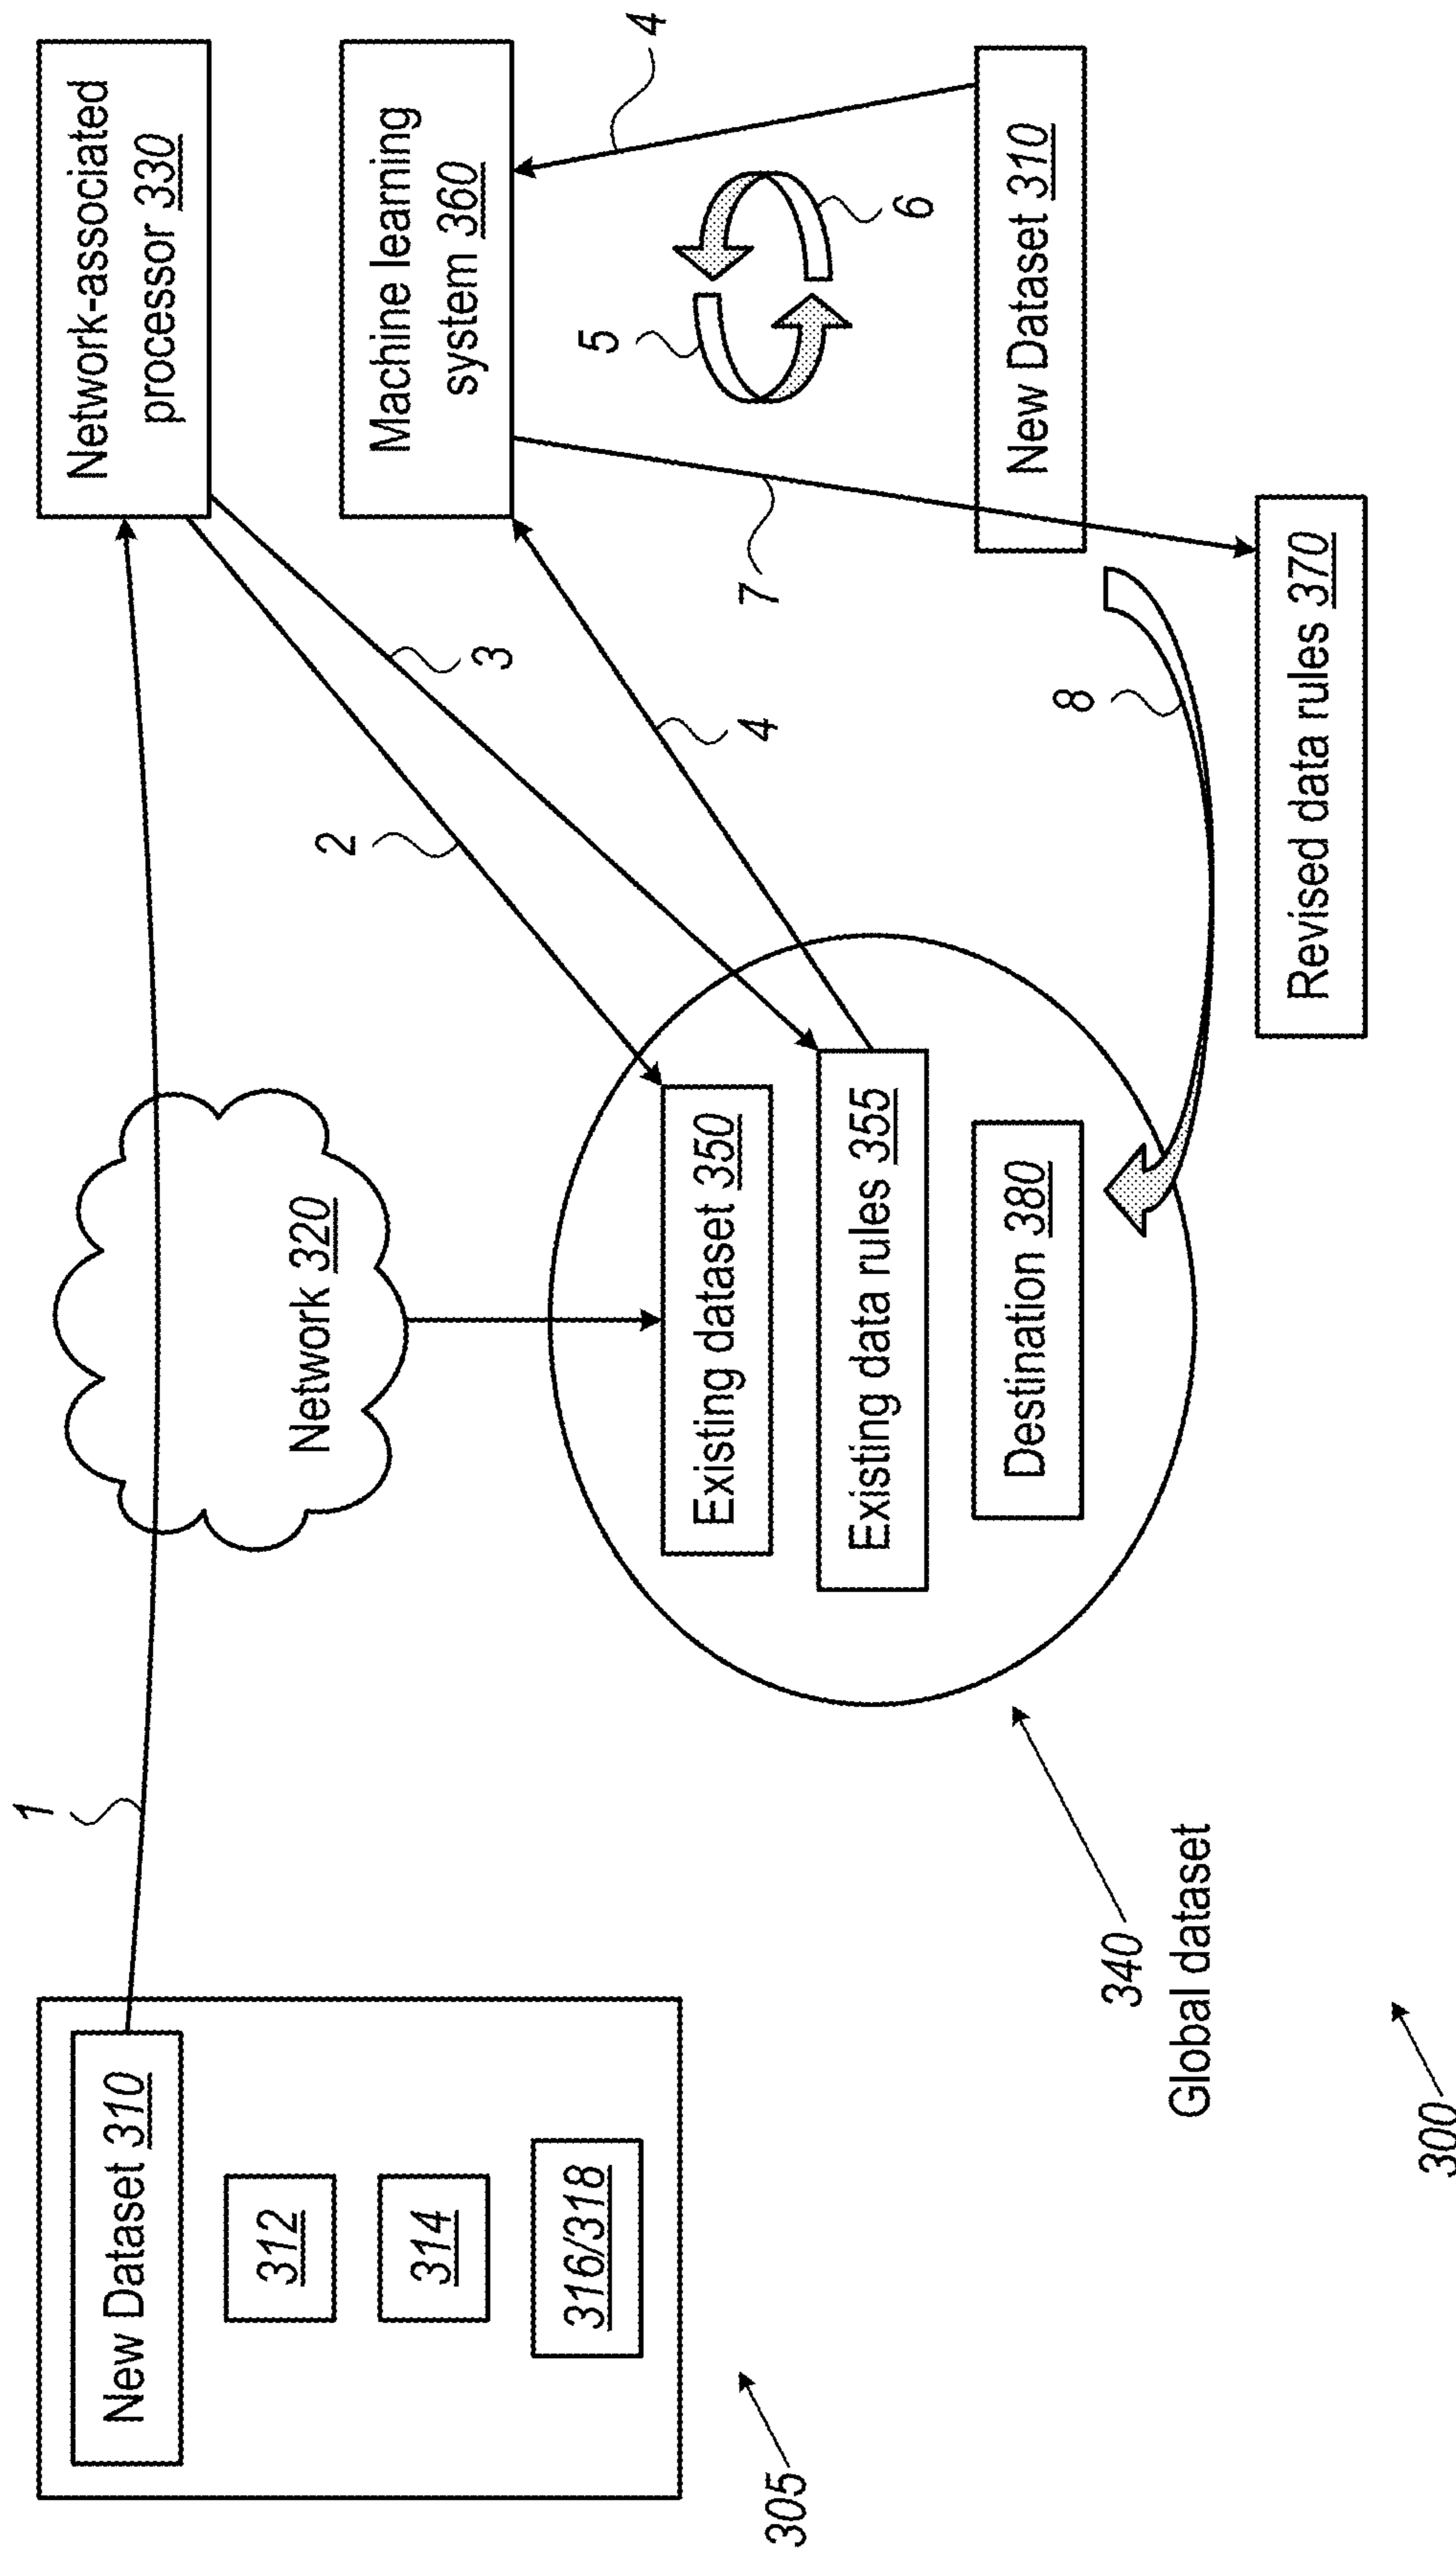 New Dataset 310
312
314
316/318
305
1
Network 320
Network-associated
processor 330
2
3
Existing dataset 350
Existing data rules 355
Destination 380
340
Global dataset
4
Machine learning
system 360
4
5
6
7
New Dataset 310
8
Revised data rules 370
300